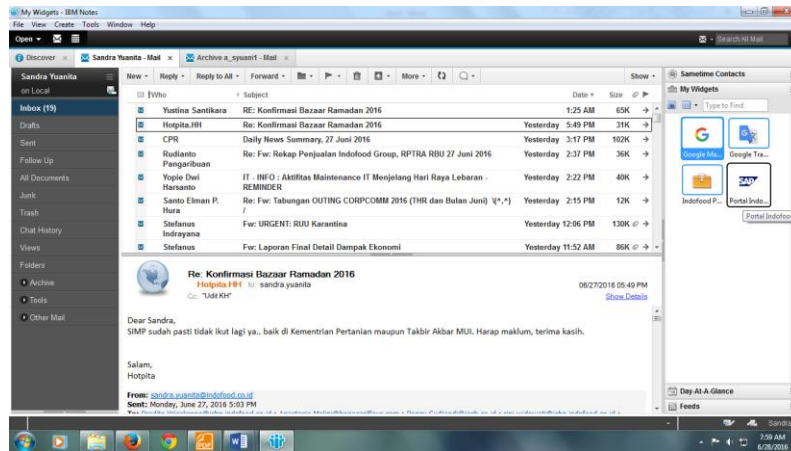 My Widgets - IBM Notes
File View Create Tools Window Help
Open
Search All Mail
Discover
Sandra Yuanita - Mail
Archive a_syuani1 - Mail
Sandra Yuanita
on Local
Inbox (19)
Drafts
Sent
Follow Up
All Documents
Junk
Trash
Chat History
Views
Folders
Archive
Tools
Other Mail
New Reply Reply to All Forward More Show
Who Subject Date Size
Yustina Santikara RE: Konfirmasi Bazaar Ramadan 2016 1:25 AM 65K
Hotpita.HH Re: Konfirmasi Bazaar Ramadan 2016 Yesterday 5:49 PM 31K
CPR Daily News Summary, 27 Juni 2016 Yesterday 3:17 PM 102K
Rudianto Pangaribuan Re: Fw: Rekap Penjualan Indofood Group, RPTRA RBU 27 Juni 2016 Yesterday 2:37 PM 36K
Yopie Dwi Harsanto IT - INFO : Aktifitas Maintenance IT Menjelang Hari Raya Lebaran - REMINDER Yesterday 2:22 PM 40K
Santo Elman P. Hura Re: Fw: Tabungan OUTING CORPCOMM 2016 (THR dan Bulan Juni) \(^,^) / Yesterday 2:15 PM 12K
Stefanus Indrayana Fw: URGENT: RUU Karantina Yesterday 12:06 PM 130K
Stefanus Fw: Laporan Final Detail Dampak Ekonomi Yesterday 11:52 AM 86K
Re: Konfirmasi Bazaar Ramadan 2016
Hotpita.HH to: sandra.yuanita 06/27/2016 05:49 PM
Cc: "Udit.KH" Show Details
Dear Sandra,
SIMP sudah pasti tidak ikut lagi ya.. baik di Kementrian Pertanian maupun Takbir Akbar MUI. Harap maklum, terima kasih.
Salam,
Hotpita
From: sandra.yuanita@indofood.co.id
Sent: Monday, June 27, 2016 5:03 PM
Sametime Contacts
My Widgets
Type to Find
Google Ma...
Google Tra...
Indofood P...
SAP
Portal Indo...
Portal Indofoo
Day-At-A-Glance
Feeds
Sandra
7:59 AM
6/28/2016